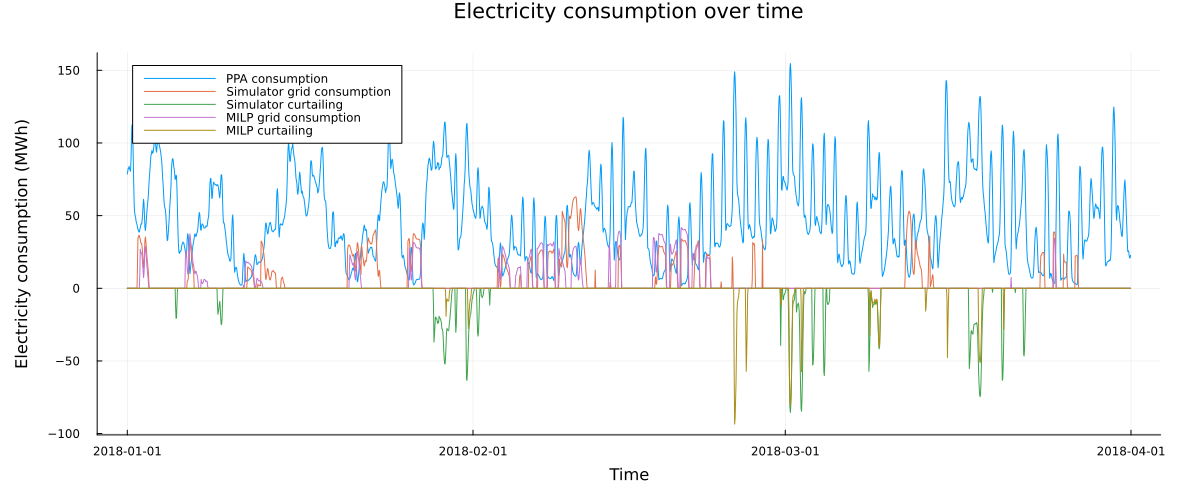 Electricity consumption over time
PPA consumption
Simulator grid consumption
Simulator curtailing
MILP grid consumption
MILP curtailing
Electricity consumption (MWh)
150
100
50
0
−50
−100
2018-01-01
2018-02-01
2018-03-01
2018-04-01
Time